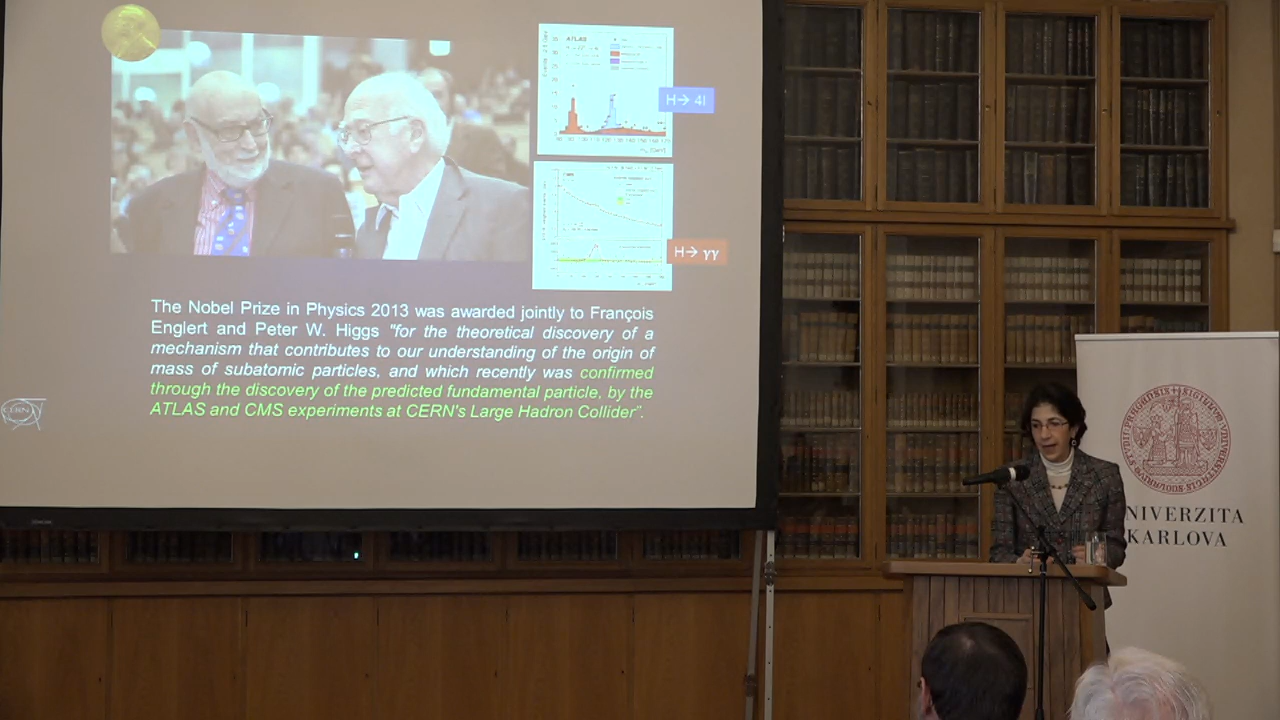 ATLAS
H→ 4l
H→ γγ
The Nobel Prize in Physics 2013 was awarded jointly to François
Englert and Peter W. Higgs "for the theoretical discovery of a
mechanism that contributes to our understanding of the origin of
mass of subatomic particles, and which recently was confirmed
through the discovery of the predicted fundamental particle, by the
ATLAS and CMS experiments at CERN's Large Hadron Collider".
CERN
NIVERZITA
KARLOVA